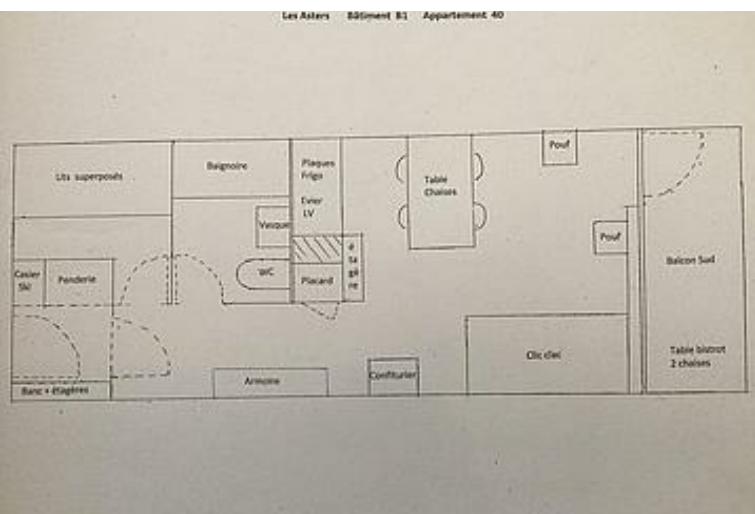 Les Asters Bâtiment B1 Appartement 40
Lits superposés
Baignoire
Plaques
Frigo
Evier
LV
Table
Chaises
Pouf
Vasque
Pouf
Casier
Ski
Penderie
WC
Placard
é
ta
gè
re
Balcon Sud
Banc + étagères
Armoire
Confiturier
Clic clac
Table bistrot
2 chaises